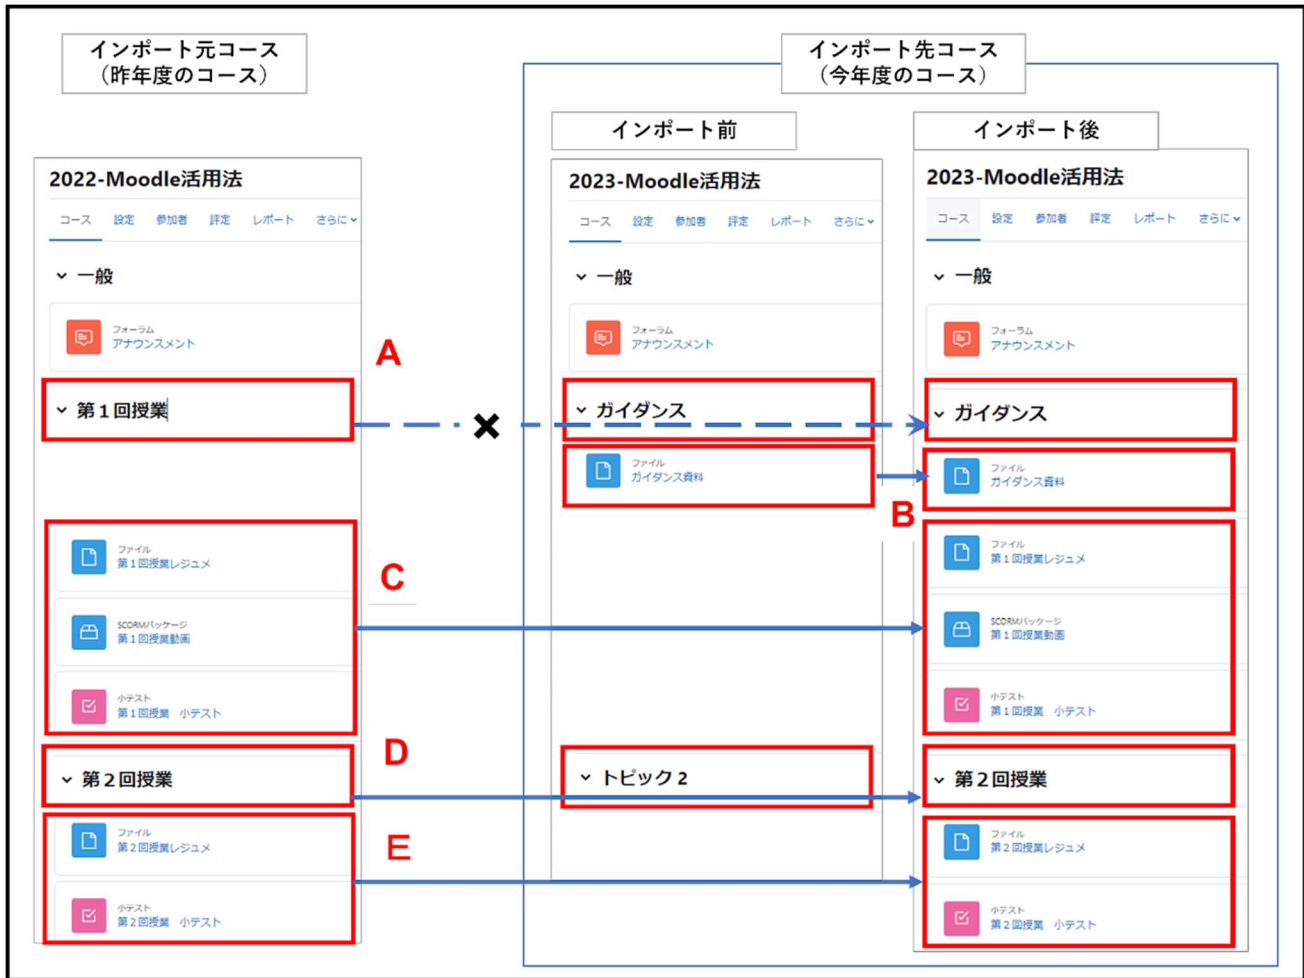 インポート元コース
（昨年度のコース）
インポート先コース
（今年度のコース）
インポート前
インポート後
2022-Moodle活用法
コース 設定 参加者 評定 レポート さらに
一般
フォーラム
アナウンスメント
第１回授業
ファイル
第１回授業レジュメ
SCORMパッケージ
第１回授業動画
小テスト
第１回授業 小テスト
第２回授業
ファイル
第２回授業レジュメ
小テスト
第２回授業 小テスト
A
B
C
D
E
2023-Moodle活用法
コース 設定 参加者 評定 レポート さらに
一般
フォーラム
アナウンスメント
ガイダンス
ファイル
ガイダンス資料
トピック２
2023-Moodle活用法
コース 設定 参加者 評定 レポート さらに
一般
フォーラム
アナウンスメント
ガイダンス
ファイル
ガイダンス資料
ファイル
第１回授業レジュメ
SCORMパッケージ
第１回授業動画
小テスト
第１回授業 小テスト
第２回授業
ファイル
第２回授業レジュメ
小テスト
第２回授業 小テスト